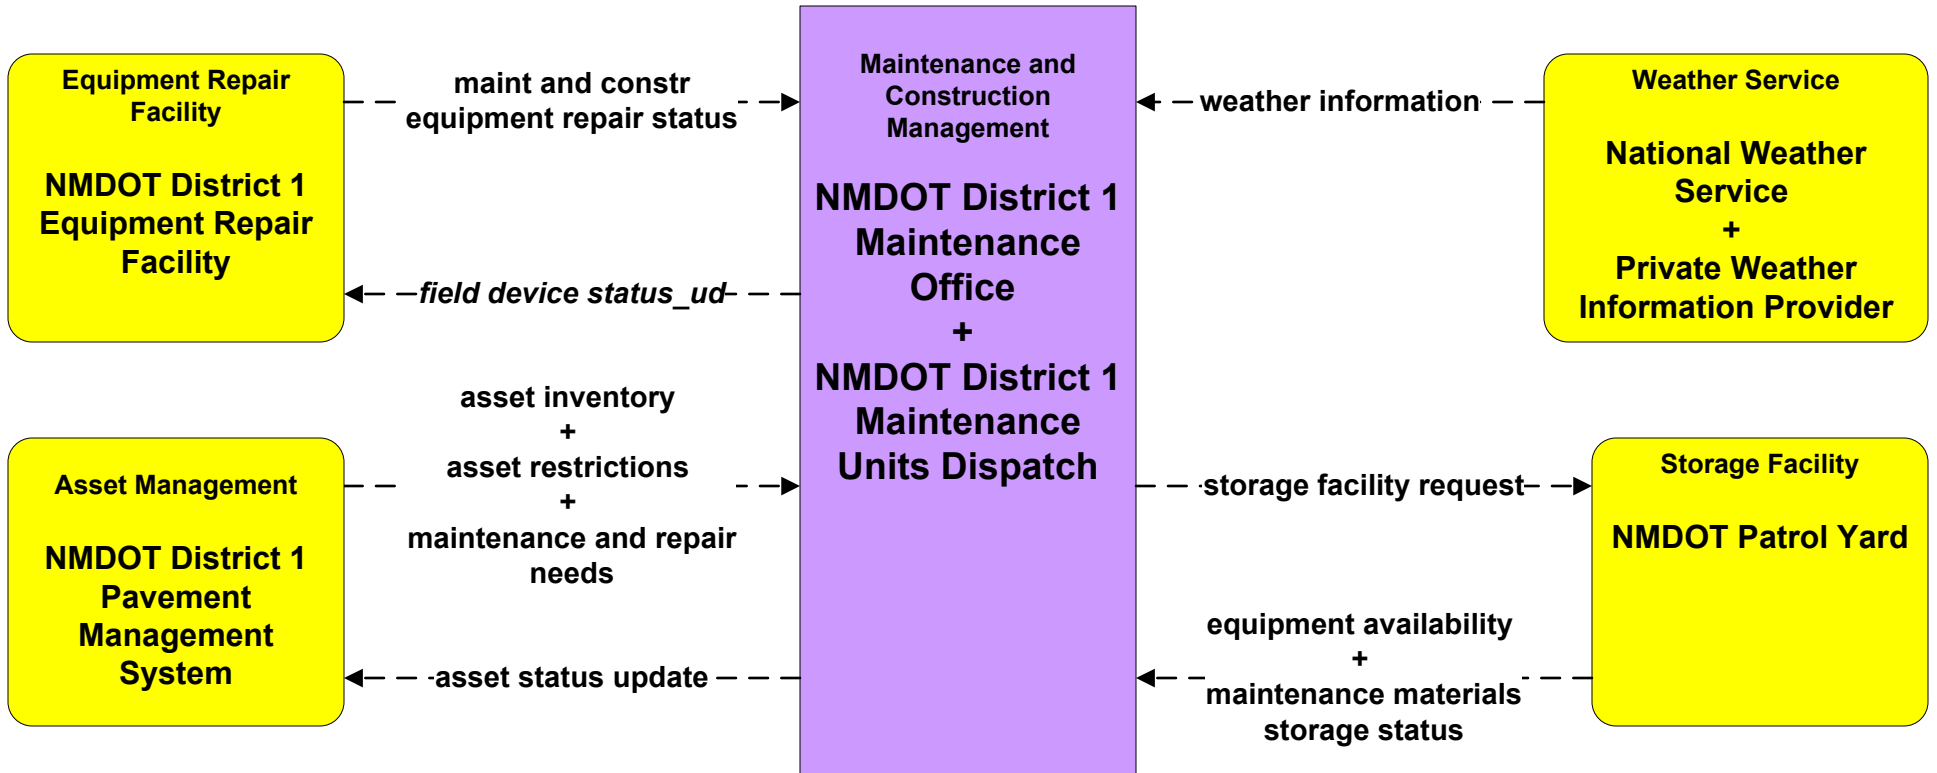 Equipment Repair
Facility
NMDOT District 1
Equipment Repair
Facility
maint and constr
equipment repair status
field device status_ud
Asset Management
NMDOT District 1
Pavement
Management
System
asset inventory
+
asset restrictions
+
maintenance and repair
needs
asset status update
Maintenance and
Construction
Management
NMDOT District 1
Maintenance
Office
+
NMDOT District 1
Maintenance
Units Dispatch
weather information
Weather Service
National Weather
Service
+
Private Weather
Information Provider
storage facility request
equipment availability
+
maintenance materials
storage status
Storage Facility
NMDOT Patrol Yard